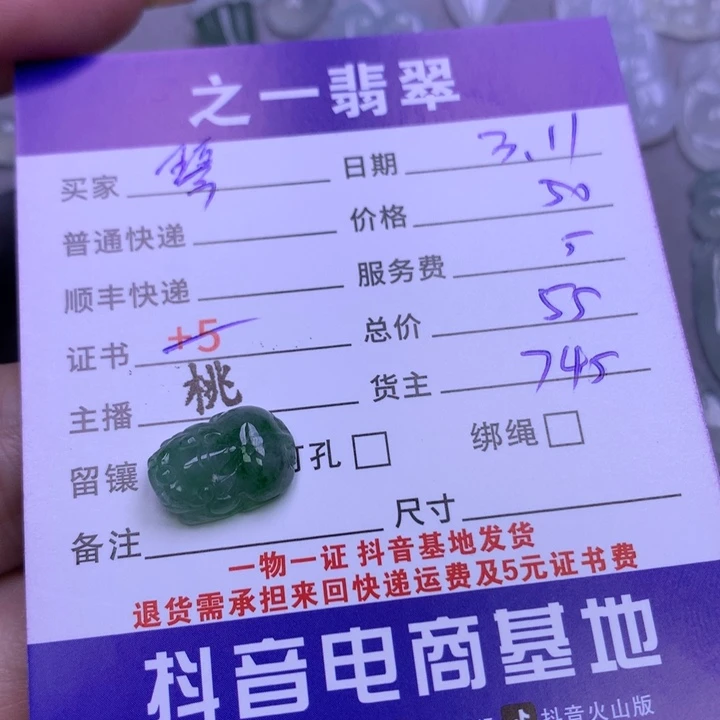 之一翡翠
买家 日期 3.11
普通快递 价格 50
顺丰快递 服务费 5
证书 +5 总价 55
主播 桃 货主 745
留镶 打孔 绑绳
备注 尺寸
一物一证 抖音基地发货
退货需承担来回快递运费及5元证书费
抖音电商基地
抖音火山版